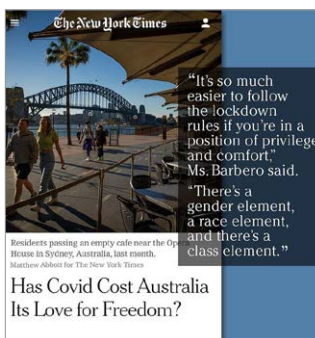 The New York Times
“It’s so much
easier to follow
the lockdown
rules if you’re in a
position of privilege
and comfort,”
Ms. Barbero said.
“There’s a
gender element,
a race element,
and there’s a
class element.”
Residents passing an empty cafe near the Opera
House in Sydney, Australia, last month.
Matthew Abbott for The New York Times
Has Covid Cost Australia
Its Love for Freedom?